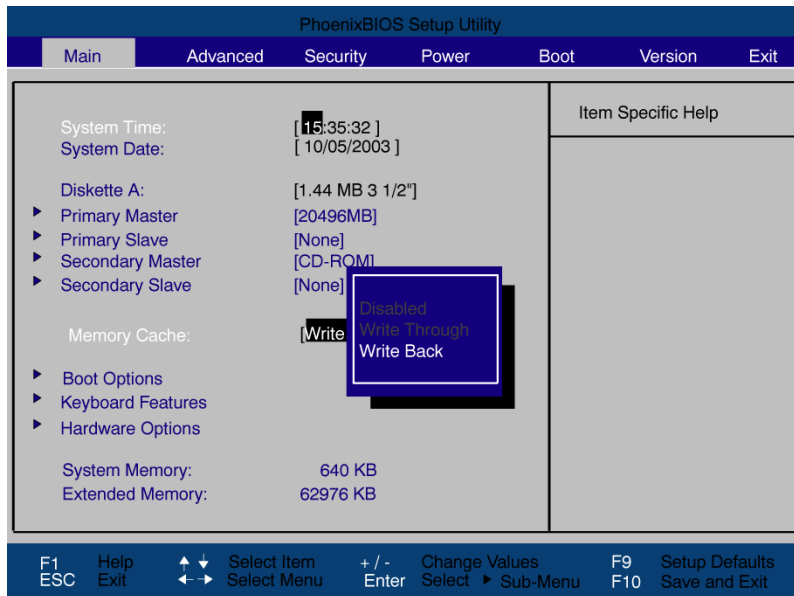 PhoenixBIOS Setup Utility
Main Advanced Security Power Boot Version Exit
Item Specific Help
System Time: [ 15:35:32 ]
System Date: [ 10/05/2003 ]
Diskette A: [1.44 MB 3 1/2"]
Primary Master [20496MB]
Primary Slave [None]
Secondary Master [CD-ROM]
Secondary Slave [None]
Disabled
Write Through
Write Back
Memory Cache: [Write
Boot Options
Keyboard Features
Hardware Options
System Memory: 640 KB
Extended Memory: 62976 KB
F1 Help Select Item + / - Change Values F9 Setup Defaults
ESC Exit Select Menu Enter Select Sub-Menu F10 Save and Exit